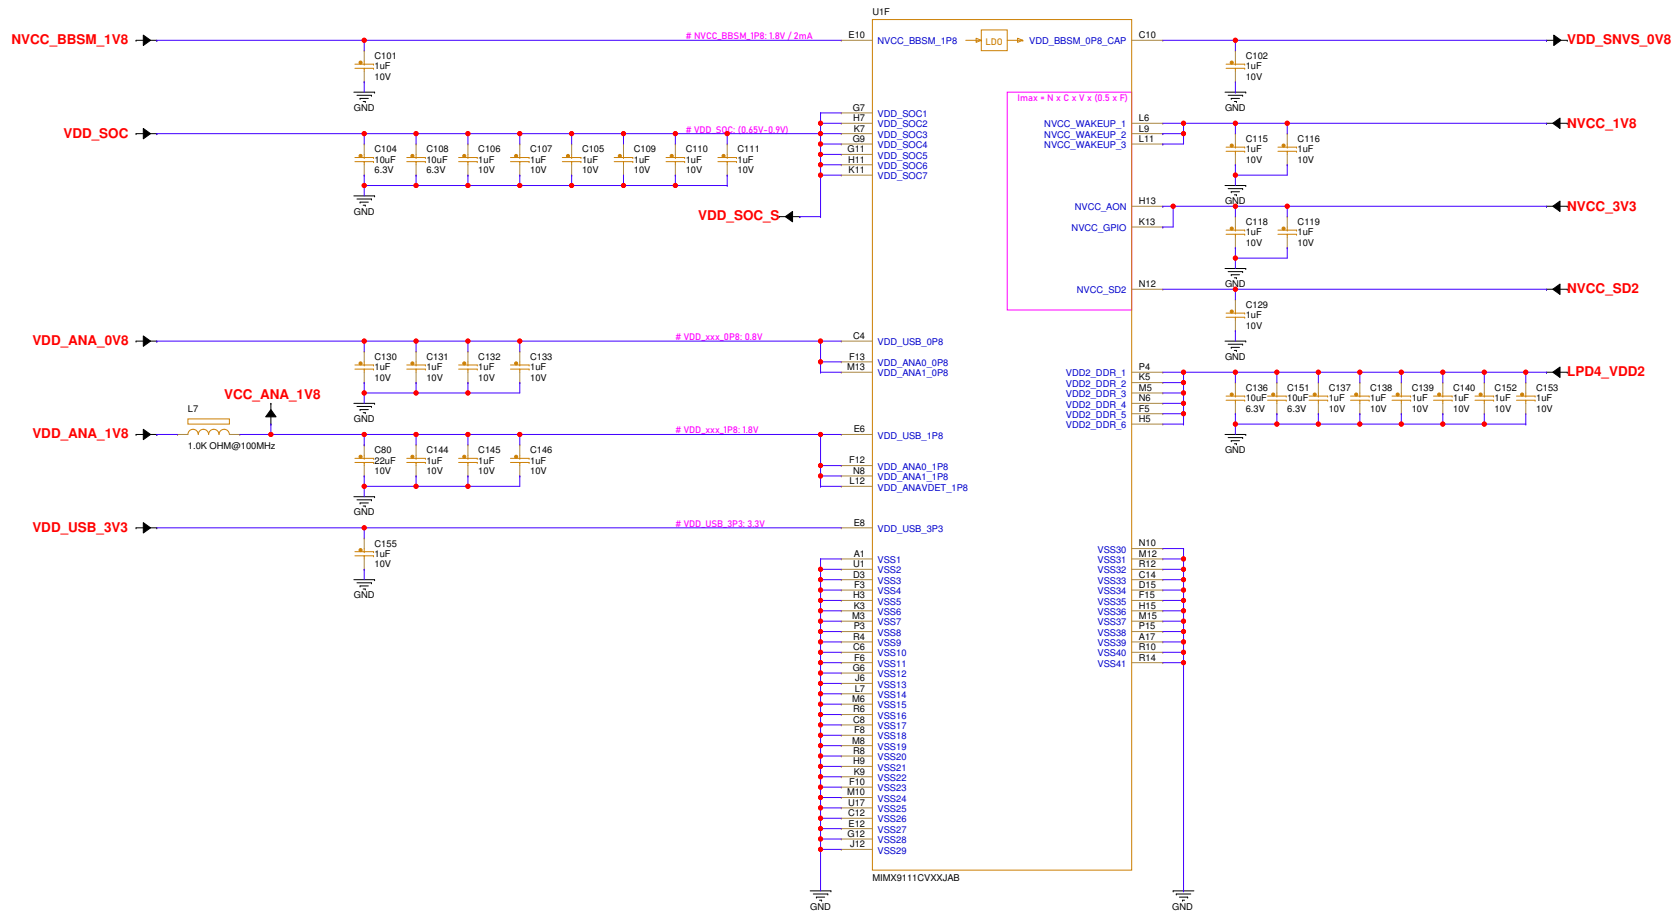 U1F
NVCC_BBSM_1V8
# NVCC_BBSM_1P8: 1.8V / 2mA
E10
NVCC_BBSM_1P8
LDO
VDD_BBSM_0P8_CAP
C10
VDD_SNVS_0V8
C101
1uF
10V
GND
C102
1uF
10V
GND
Imax = N x C x V x (0.5 x F)
VDD_SOC
# VDD_SOC: (0.65V-0.9V)
G7
VDD_SOC1
H7
VDD_SOC2
K7
VDD_SOC3
G9
VDD_SOC4
G11
VDD_SOC5
H11
VDD_SOC6
K11
VDD_SOC7
C104
10uF
6.3V
C108
10uF
6.3V
C106
1uF
10V
C107
1uF
10V
C105
1uF
10V
C109
1uF
10V
C110
1uF
10V
C111
1uF
10V
GND
VDD_SOC_S
NVCC_WAKEUP_1
L6
NVCC_WAKEUP_2
L9
NVCC_WAKEUP_3
L11
NVCC_1V8
C115
1uF
10V
C116
1uF
10V
GND
NVCC_AON
H13
NVCC_GPIO
K13
NVCC_3V3
C118
1uF
10V
C119
1uF
10V
GND
NVCC_SD2
N12
NVCC_SD2
C129
1uF
10V
GND
VDD_ANA_0V8
# VDD_xxx_0P8: 0.8V
C4
VDD_USB_0P8
F13
VDD_ANA0_0P8
M13
VDD_ANA1_0P8
C130
1uF
10V
C131
1uF
10V
C132
1uF
10V
C133
1uF
10V
GND
VCC_ANA_1V8
L7
1.0K OHM@100MHz
VDD_ANA_1V8
# VDD_xxx_1P8: 1.8V
E6
VDD_USB_1P8
F12
VDD_ANA0_1P8
N8
VDD_ANA1_1P8
L12
VDD_ANAVDET_1P8
C80
22uF
10V
C144
1uF
10V
C145
1uF
10V
C146
1uF
10V
GND
VDD2_DDR_1
P4
VDD2_DDR_2
K5
VDD2_DDR_3
M5
VDD2_DDR_4
N6
VDD2_DDR_5
F5
VDD2_DDR_6
H5
LPD4_VDD2
C136
10uF
6.3V
C151
10uF
6.3V
C137
1uF
10V
C138
1uF
10V
C139
1uF
10V
C140
1uF
10V
C152
1uF
10V
C153
1uF
10V
GND
VDD_USB_3V3
# VDD_USB_3P3: 3.3V
E8
VDD_USB_3P3
C155
1uF
10V
GND
A1
VSS1
U1
VSS2
D3
VSS3
F3
VSS4
H3
VSS5
K3
VSS6
M3
VSS7
P3
VSS8
R4
VSS9
C6
VSS10
F6
VSS11
G6
VSS12
J6
VSS13
L7
VSS14
M6
VSS15
R6
VSS16
C8
VSS17
F8
VSS18
M8
VSS19
R8
VSS20
H9
VSS21
K9
VSS22
F10
VSS23
M10
VSS24
U17
VSS25
C12
VSS26
E12
VSS27
G12
VSS28
J12
VSS29
GND
VSS30
N10
VSS31
M12
VSS32
R12
VSS33
C14
VSS34
D15
VSS35
F15
VSS36
H15
VSS37
M15
VSS38
P15
VSS39
A17
VSS40
R10
VSS41
R14
GND
MIMX9111CVXXJAB